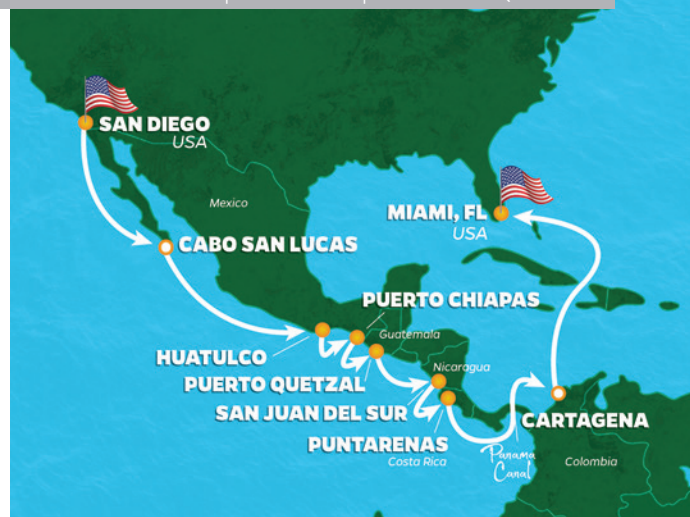 SAN DIEGO
USA
Mexico
MIAMI, FL
USA
CABO SAN LUCAS
PUERTO CHIAPAS
Guatemala
HUATULCO
Nicaragua
PUERTO QUETZAL
SAN JUAN DEL SUR
CARTAGENA
PUNTARENAS
Costa Rica
Panama
Canal
Colombia